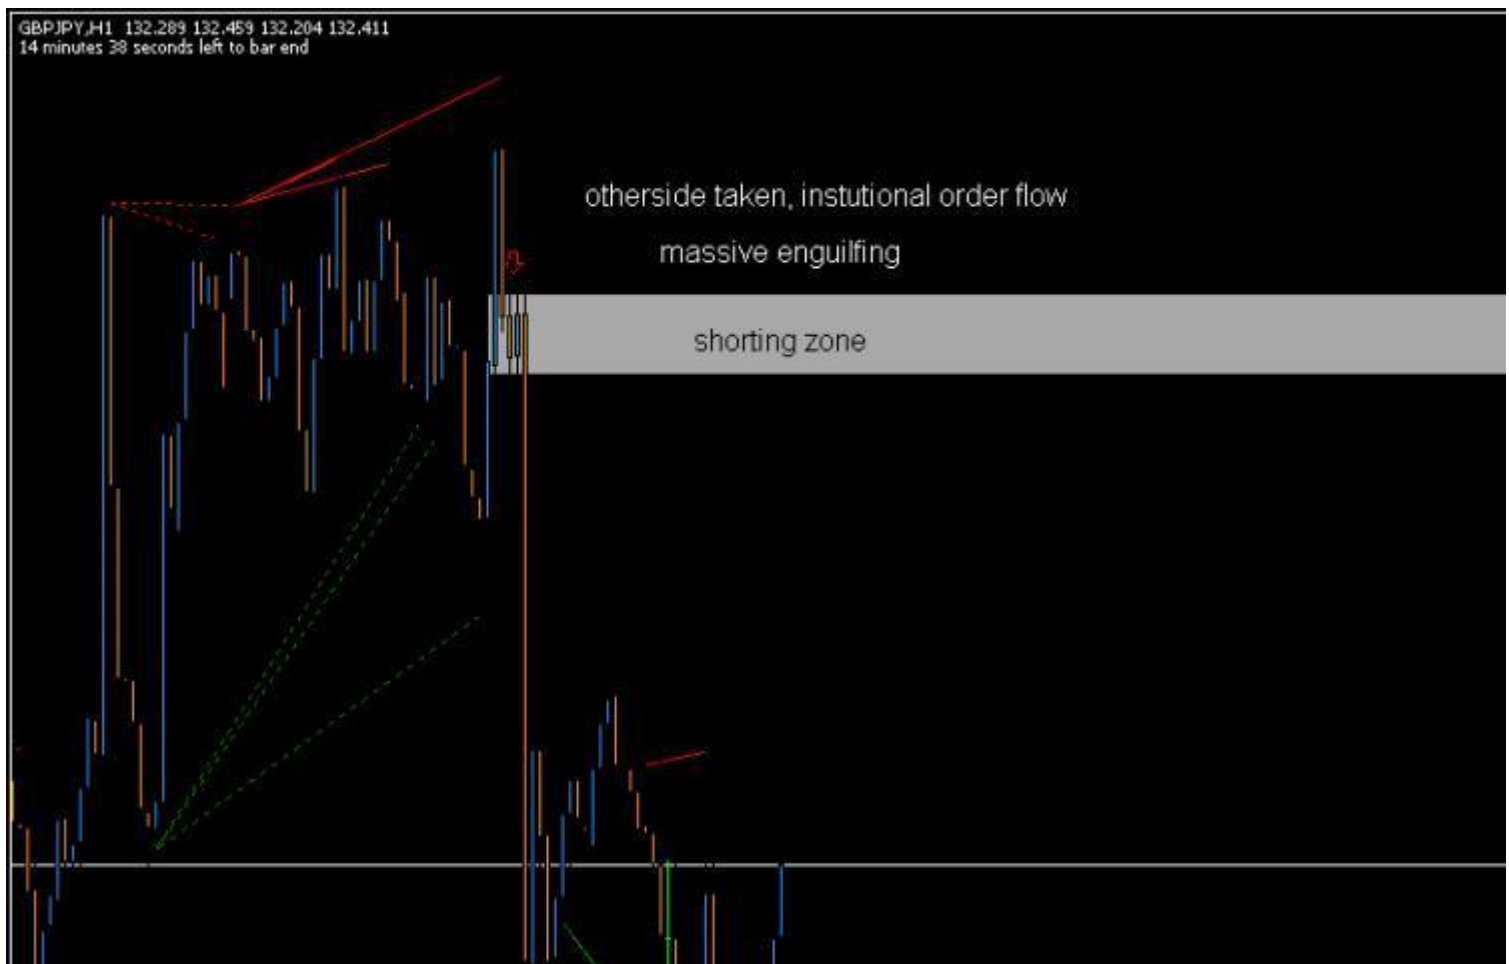 GBPJPY,H1 132.289 132.459 132.204 132.411
14 minutes 38 seconds left to bar end
otherside taken, instutional order flow
massive enguilfing
shorting zone